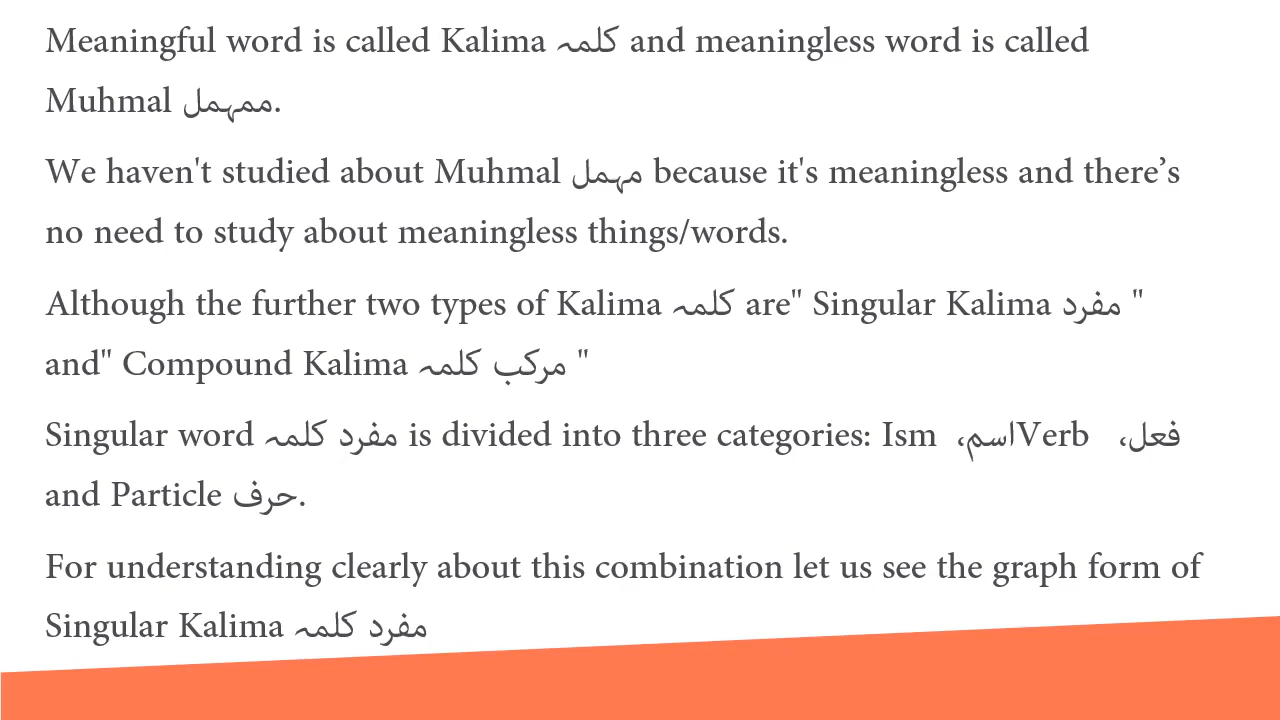 Meaningful word is called Kalima کلمہ and meaningless word is called
Muhmal ممہمل.
We haven't studied about Muhmal مہمل because it's meaningless and there’s
no need to study about meaningless things/words.
Although the further two types of Kalima کلمہ are" Singular Kalima مفرد "
and" Compound Kalima مرکب کلمہ "
Singular word مفرد کلمہ is divided into three categories: Ism اسم،Verb فعل،
and Particle حرف.
For understanding clearly about this combination let us see the graph form of
Singular Kalima مفرد کلمہ